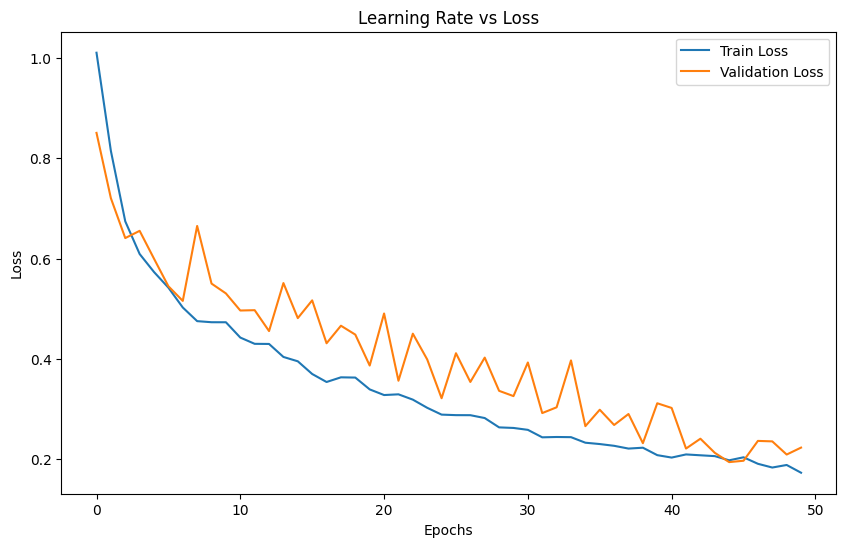 Learning Rate vs Loss
Train Loss
Validation Loss
1.0
0.8
0.6
0.4
0.2
Loss
0 10 20 30 40 50
Epochs